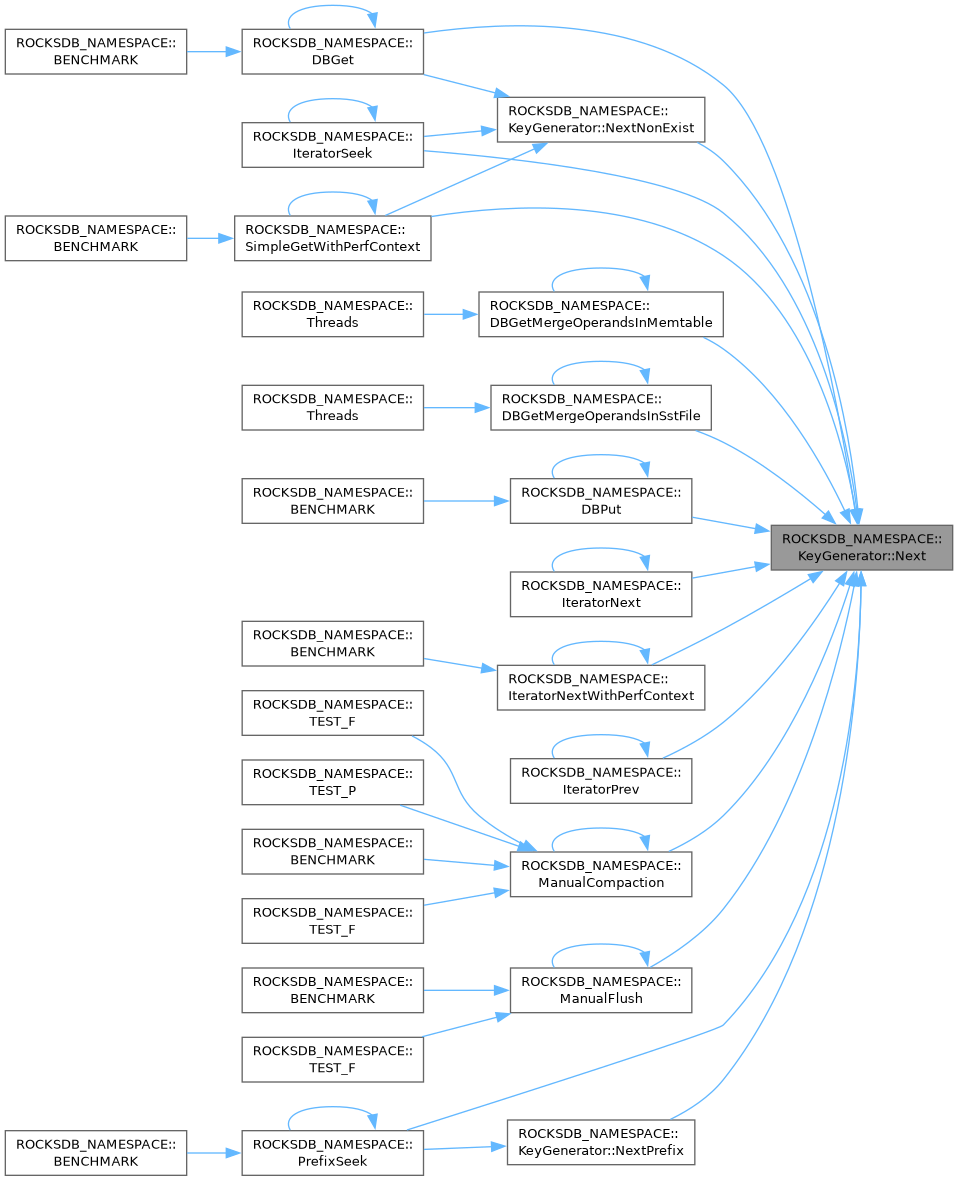 ROCKSDB_NAMESPACE::
BENCHMARK
ROCKSDB_NAMESPACE::
DBGet
ROCKSDB_NAMESPACE::
KeyGenerator::NextNonExist
ROCKSDB_NAMESPACE::
IteratorSeek
ROCKSDB_NAMESPACE::
BENCHMARK
ROCKSDB_NAMESPACE::
SimpleGetWithPerfContext
ROCKSDB_NAMESPACE::
Threads
ROCKSDB_NAMESPACE::
DBGetMergeOperandsInMemtable
ROCKSDB_NAMESPACE::
Threads
ROCKSDB_NAMESPACE::
DBGetMergeOperandsInSstFile
ROCKSDB_NAMESPACE::
BENCHMARK
ROCKSDB_NAMESPACE::
DBPut
ROCKSDB_NAMESPACE::
KeyGenerator::Next
ROCKSDB_NAMESPACE::
IteratorNext
ROCKSDB_NAMESPACE::
BENCHMARK
ROCKSDB_NAMESPACE::
IteratorNextWithPerfContext
ROCKSDB_NAMESPACE::
TEST_F
ROCKSDB_NAMESPACE::
TEST_P
ROCKSDB_NAMESPACE::
IteratorPrev
ROCKSDB_NAMESPACE::
BENCHMARK
ROCKSDB_NAMESPACE::
ManualCompaction
ROCKSDB_NAMESPACE::
TEST_F
ROCKSDB_NAMESPACE::
BENCHMARK
ROCKSDB_NAMESPACE::
ManualFlush
ROCKSDB_NAMESPACE::
TEST_F
ROCKSDB_NAMESPACE::
BENCHMARK
ROCKSDB_NAMESPACE::
PrefixSeek
ROCKSDB_NAMESPACE::
KeyGenerator::NextPrefix